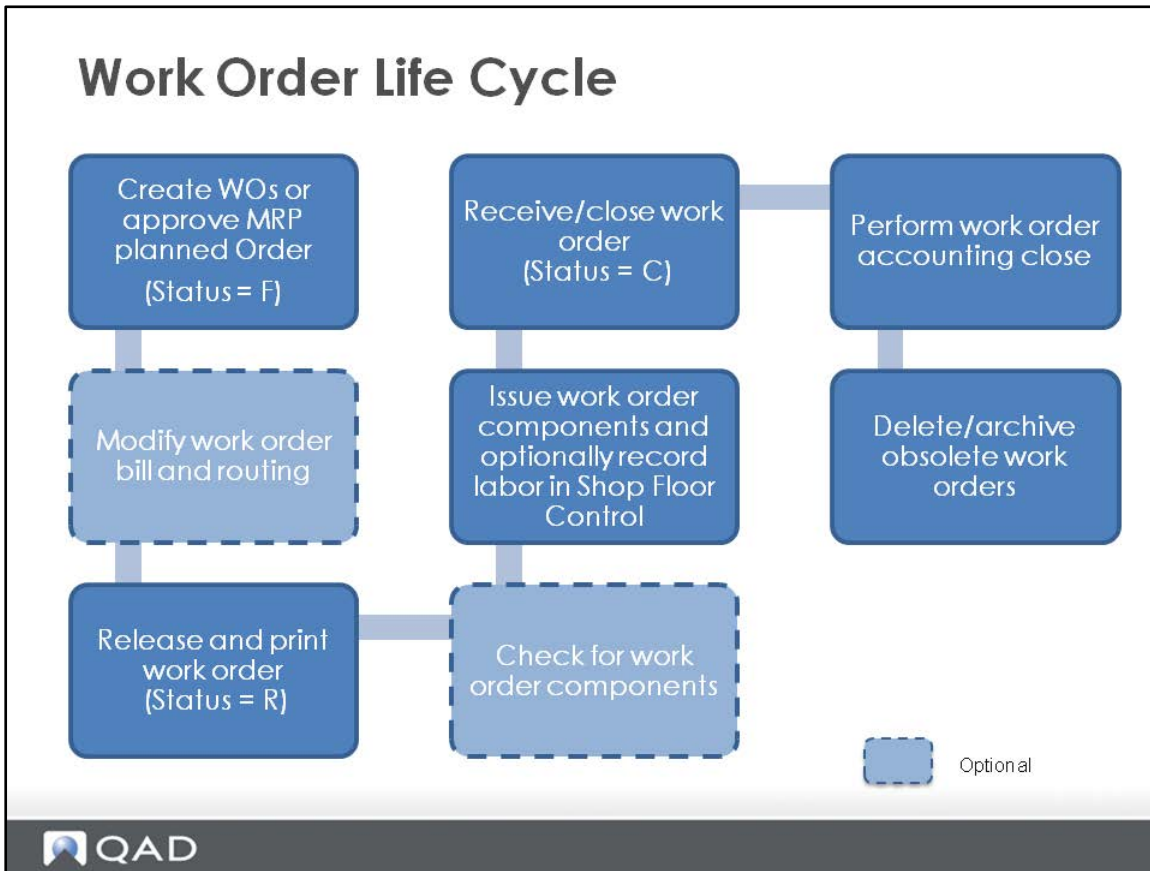 Work Order Life Cycle
Create WOs or
approve MRP
planned Order
(Status = F)
Modify work order
bill and routing
Release and print
work order
(Status = R)
Check for work
order components
Issue work order
components and
optionally record
labor in Shop Floor
Control
Receive/close work
order
(Status = C)
Perform work order
accounting close
Delete/archive
obsolete work
orders
Optional
QAD